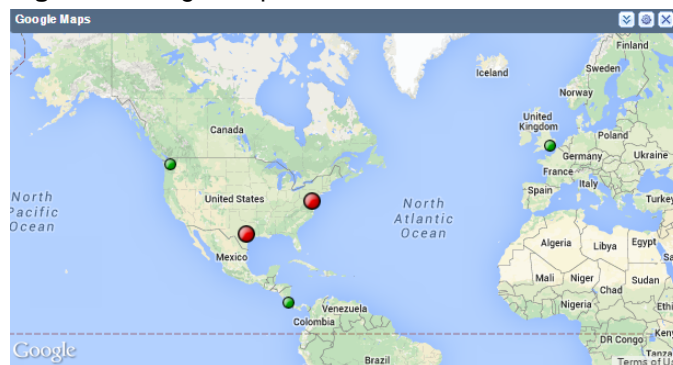 Google Maps
Finland
Iceland
Sweden
Norway
Canada
United
Kingdom
Poland
Germany
Ukraine
France
Italy
Spain
Turkey
North
Pacific
Ocean
United States
North
Atlantic
Ocean
Mexico
Algeria
Libya
Egypt
Mali
Niger
Chad
Sudan
Nigeria
Venezuela
Colombia
DR Congo
Brazil
Google